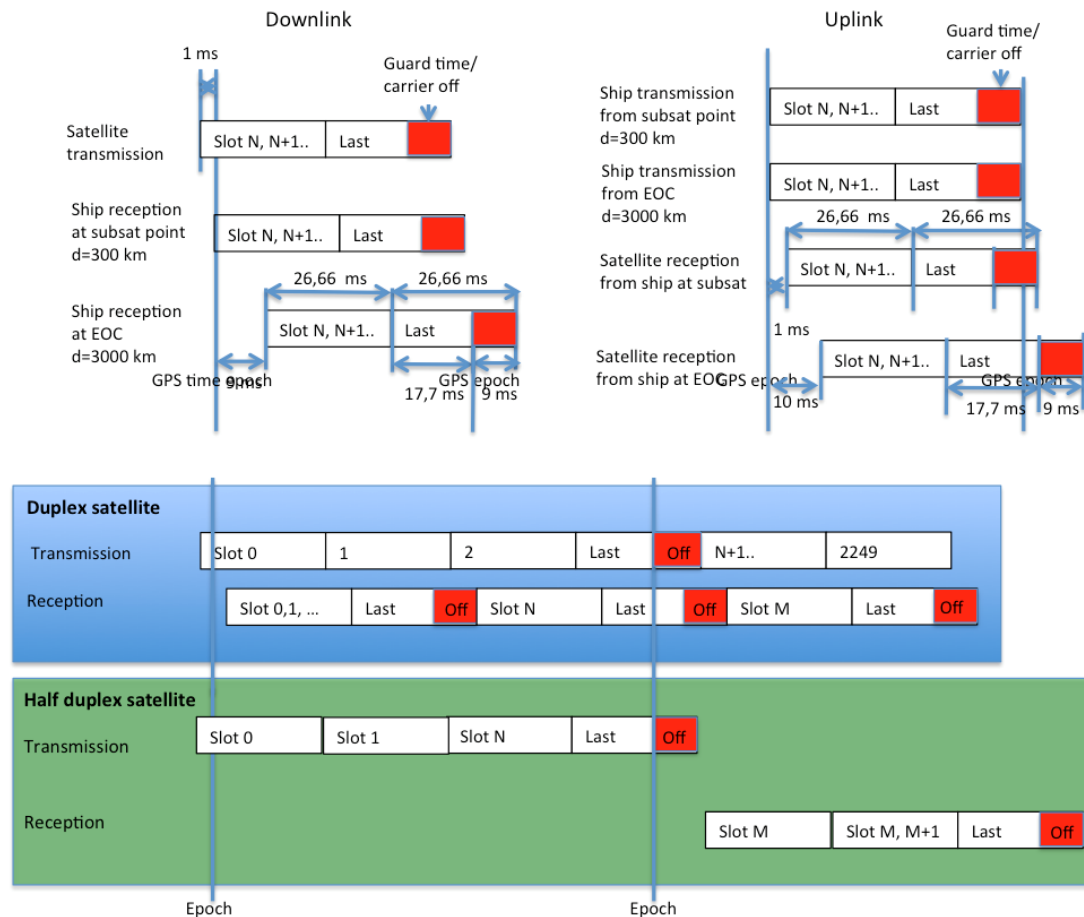 Downlink
Uplink
1 ms
Guard time/
carrier off
Guard time/
carrier off
Satellite
transmission
Slot N, N+1..
Last
Ship transmission
from subsat point
d=300 km
Slot N, N+1..
Last
Ship transmission
from EOC
d=3000 km
Slot N, N+1..
Last
Ship reception
at subsat point
d=300 km
Slot N, N+1..
Last
26,66 ms
26,66 ms
Satellite reception
from ship at subsat
Slot N, N+1..
Last
26,66 ms
26,66 ms
Ship reception
at EOC
d=3000 km
Slot N, N+1..
Last
1 ms
Satellite reception
from ship at EOC
Slot N, N+1..
Last
GPS time epoch
9 ms
GPS epoch
17,7 ms
9 ms
GPS epoch
10 ms
GPS epoch
17,7 ms
9 ms
Duplex satellite
Transmission
Slot 0
1
2
Last
Off
N+1..
2249
Reception
Slot 0,1, ...
Last
Off
Slot N
Last
Off
Slot M
Last
Off
Half duplex satellite
Transmission
Slot 0
Slot 1
Slot N
Last
Off
Reception
Slot M
Slot M, M+1
Last
Off
Epoch
Epoch